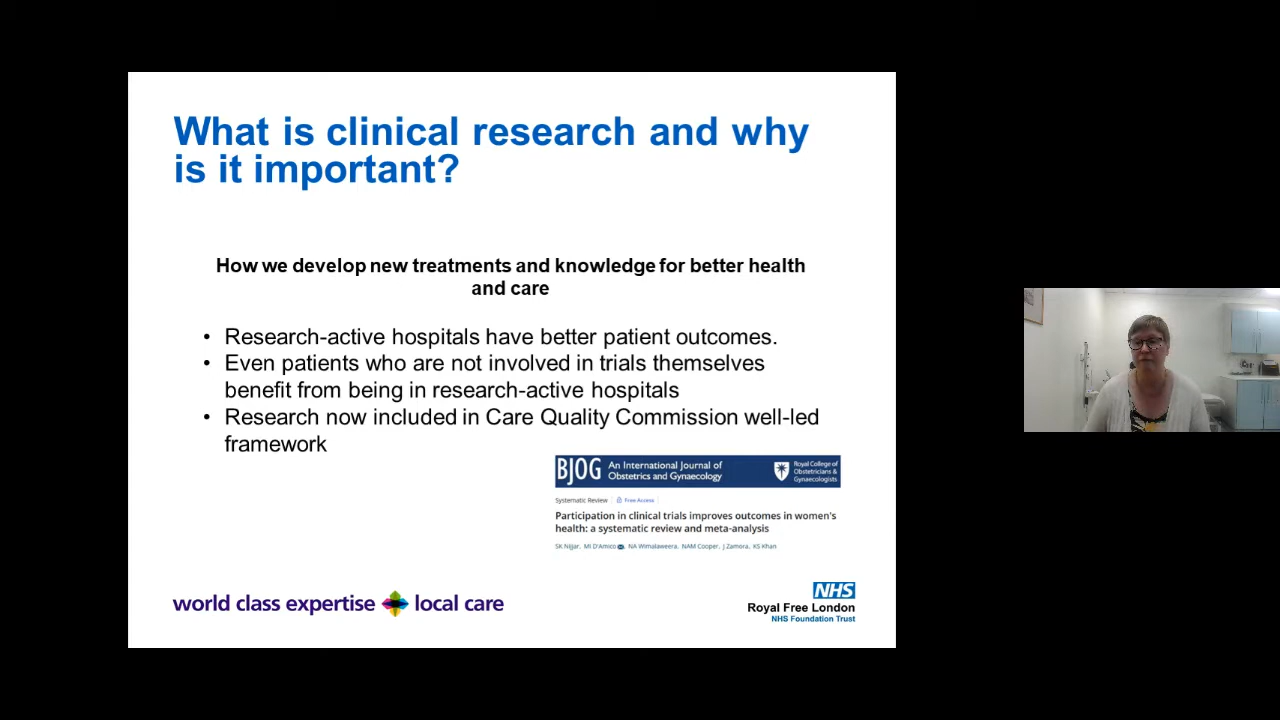 What is clinical research and why
is it important?
How we develop new treatments and knowledge for better health
and care
• Research-active hospitals have better patient outcomes.
• Even patients who are not involved in trials themselves
benefit from being in research-active hospitals
• Research now included in Care Quality Commission well-led
framework
BJOG An International Journal of
Obstetrics and Gynaecology
Royal College of
Obstetricians &
Gynaecologists
Systematic Review Free Access
Participation in clinical trials improves outcomes in women's
health: a systematic review and meta-analysis
SK Nijjar, MI D'Amico, NA Wimalaweera, NAM Cooper, J Zamora, KS Khan
world class expertise local care
NHS
Royal Free London
NHS Foundation Trust